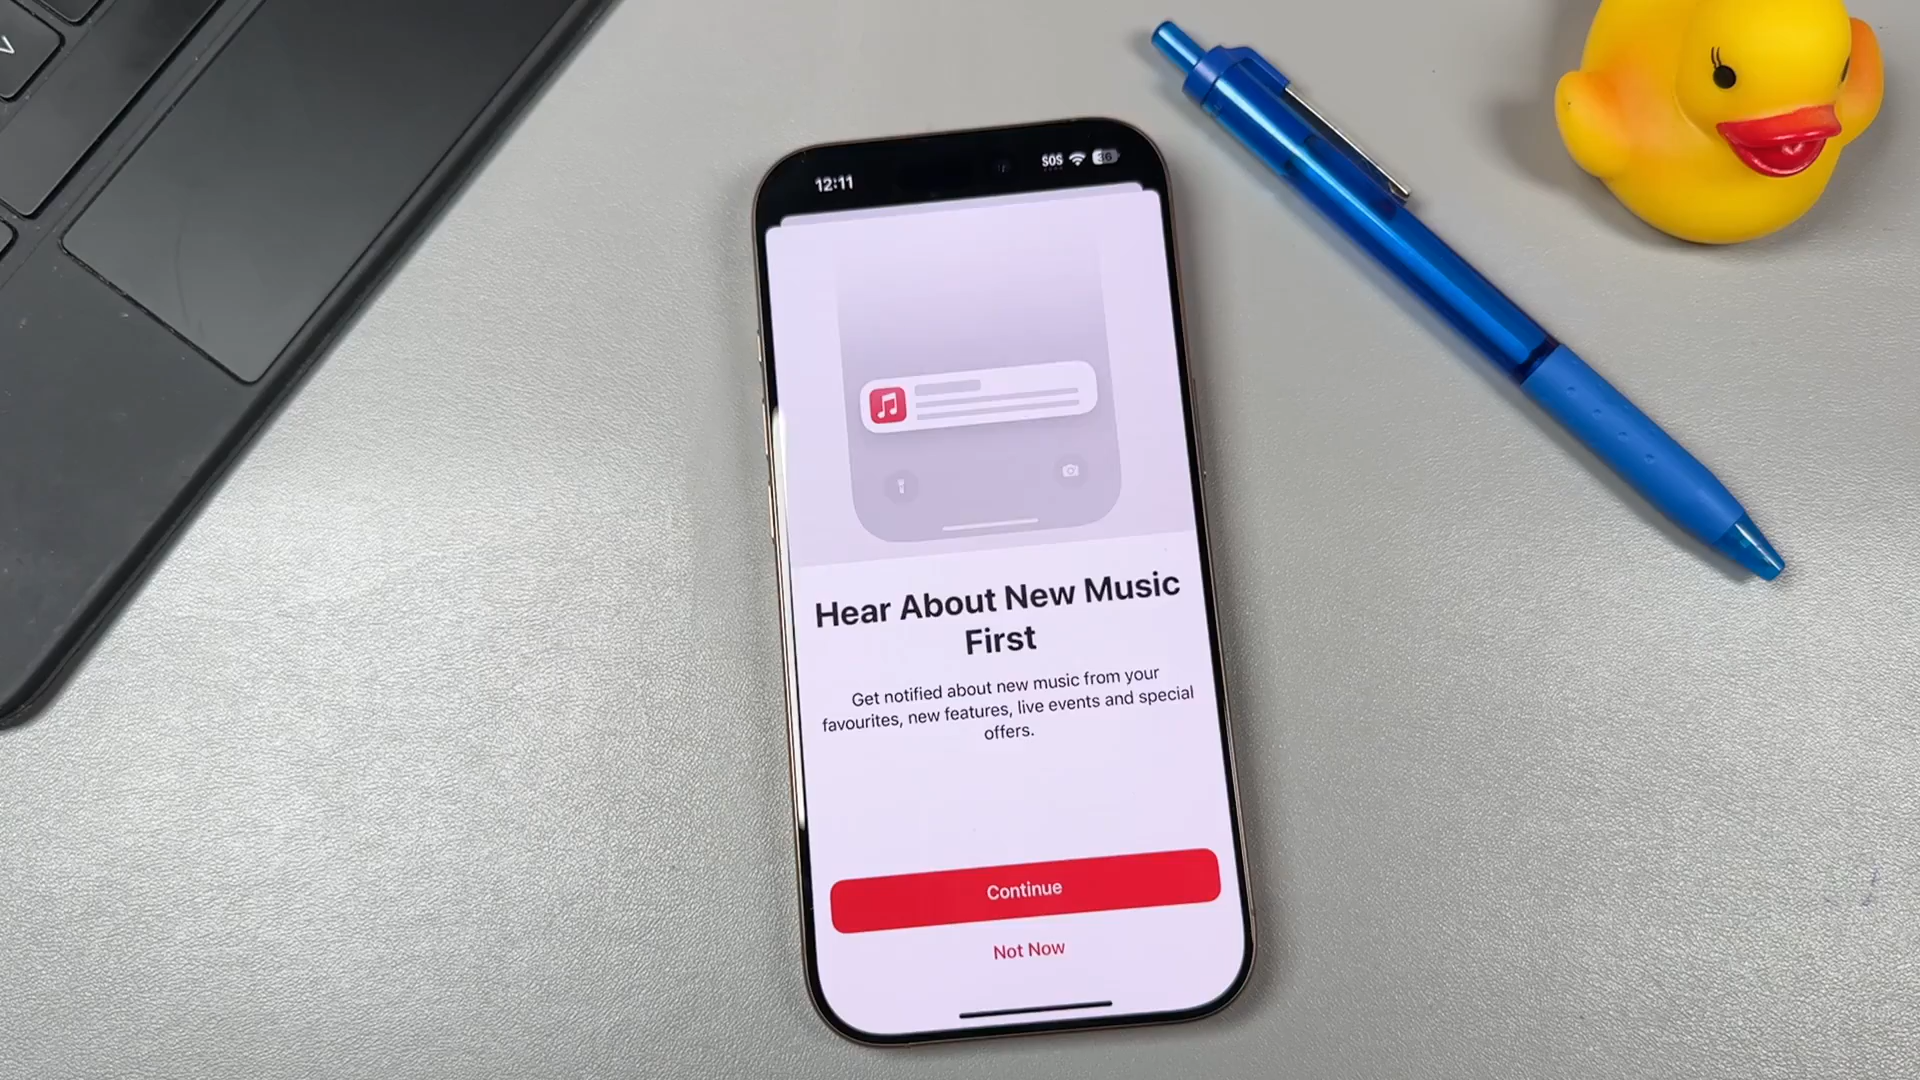 V
12:11
SOS 36
Hear About New Music
First
Get notified about new music from your
favourites, new features, live events and special
offers.
Continue
Not Now